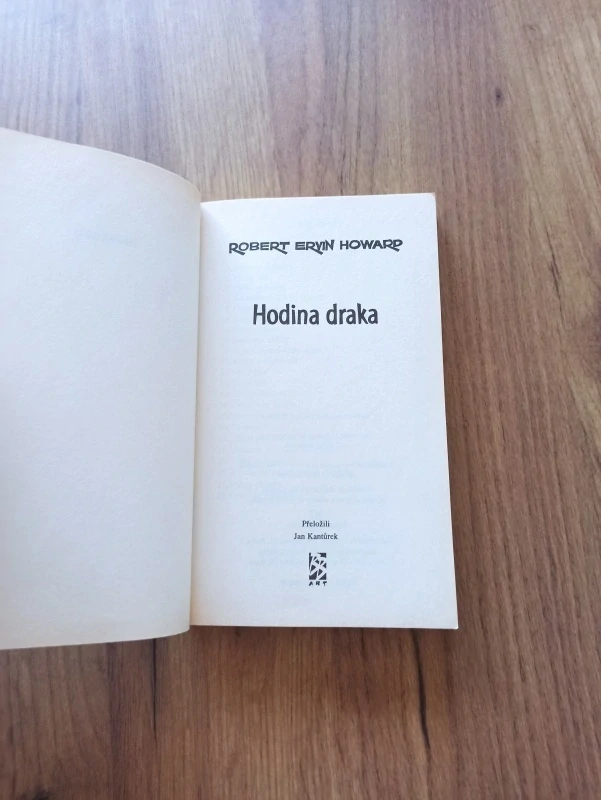 ROBERT ERVIN HOWARD
Hodina draka
Přeložili
Jan Kantůrek
ART